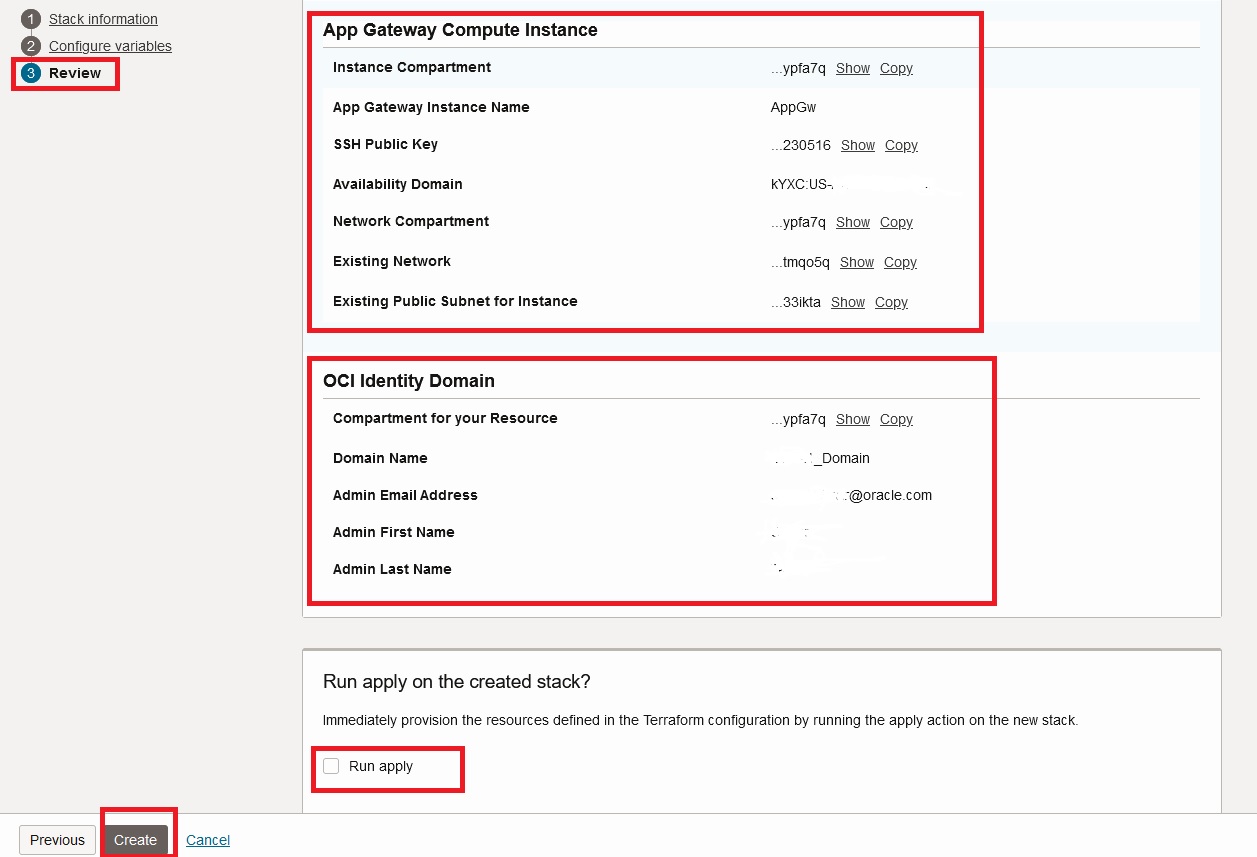 1 Stack information
2 Configure variables
3 Review
App Gateway Compute Instance
Instance Compartment ...ypfa7q Show Copy
App Gateway Instance Name AppGw
SSH Public Key ...230516 Show Copy
Availability Domain kYXC:US-
Network Compartment ...ypfa7q Show Copy
Existing Network ...tmqo5q Show Copy
Existing Public Subnet for Instance ...33ikta Show Copy
OCI Identity Domain
Compartment for your Resource ...ypfa7q Show Copy
Domain Name _Domain
Admin Email Address @oracle.com
Admin First Name
Admin Last Name
Run apply on the created stack?
Immediately provision the resources defined in the Terraform configuration by running the apply action on the new stack.
Run apply
Previous Create Cancel